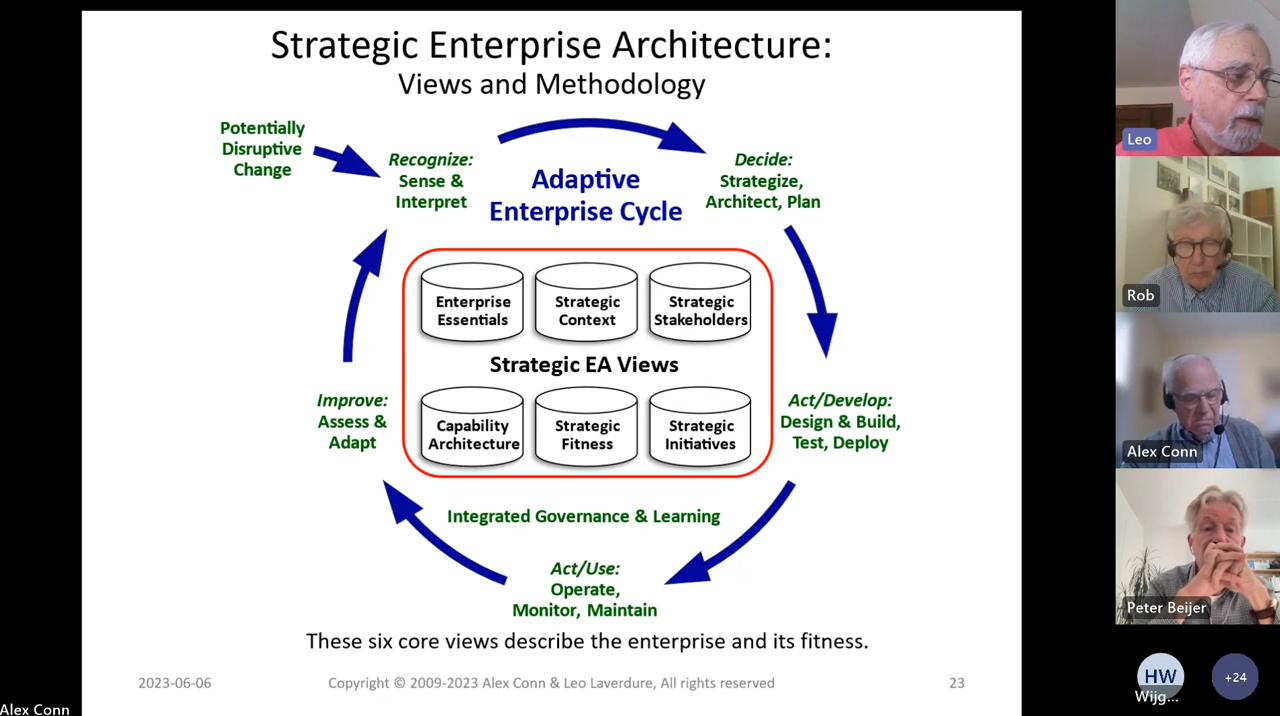 Strategic Enterprise Architecture:
Views and Methodology
Potentially
Disruptive
Change
Recognize:
Sense &
Interpret
Adaptive
Enterprise Cycle
Decide:
Strategize,
Architect, Plan
Enterprise
Essentials
Strategic
Context
Strategic
Stakeholders
Strategic EA Views
Capability
Architecture
Strategic
Fitness
Strategic
Initiatives
Improve:
Assess &
Adapt
Act/Develop:
Design & Build,
Test, Deploy
Integrated Governance & Learning
Act/Use:
Operate,
Monitor, Maintain
These six core views describe the enterprise and its fitness.
2023-06-06
Copyright © 2009-2023 Alex Conn & Leo Laverdure, All rights reserved
23
Alex Conn
Leo
Rob
Alex Conn
Peter Beijer
HW
Wijg...
+24